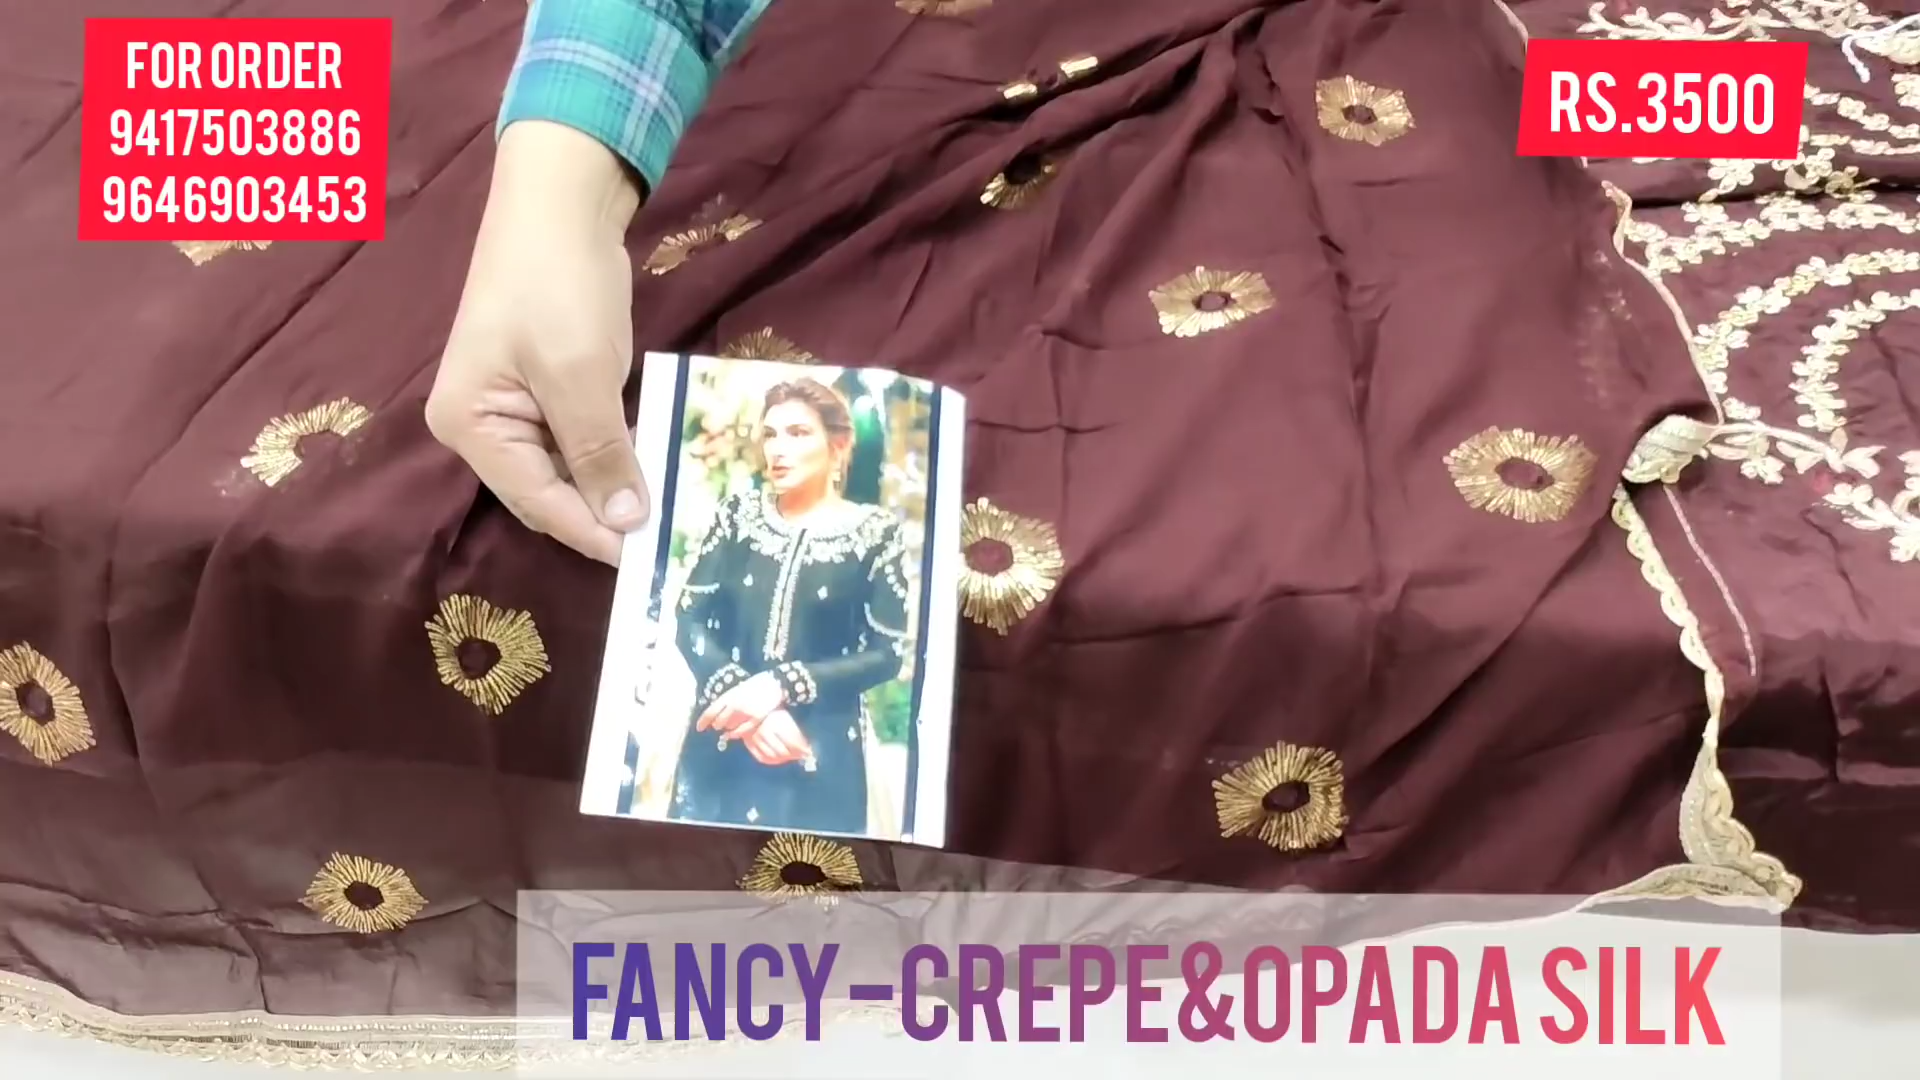 FOR ORDER
9417503886
9646903453
RS.3500
FANCY-CREPE&OPADA SILK